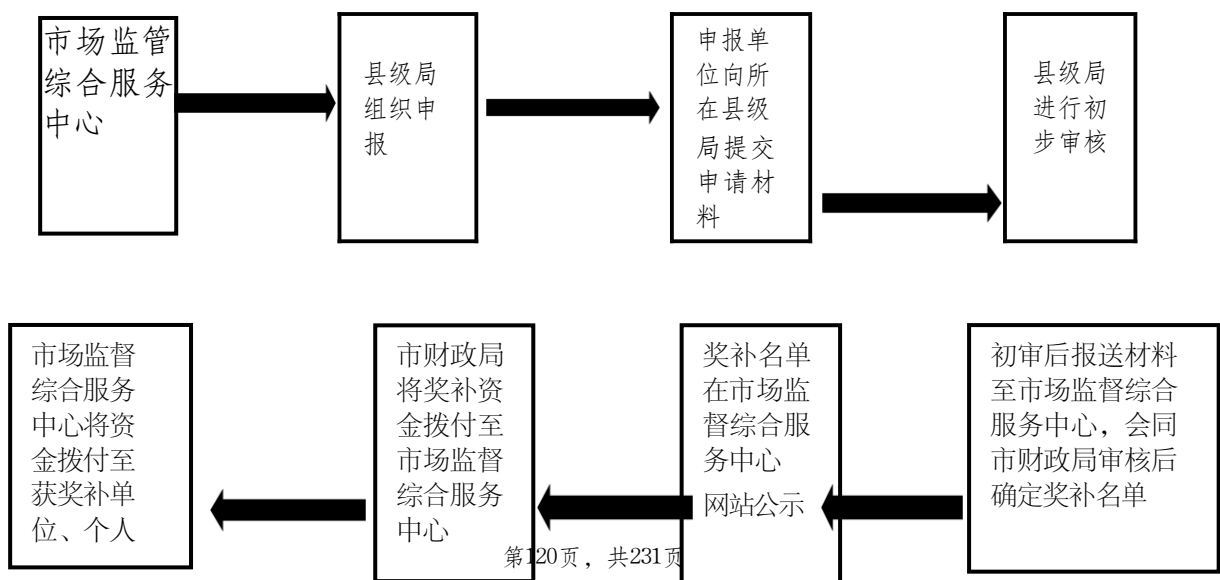 市场监管
综合服务
中心
县级局
组织申
报
申报单
位向所
在县级
局提交
申请材
料
县级局
进行初
步审核
初审后报送材料
至市场监督综合
服务中心，会同
市财政局审核后
确定奖补名单
奖补名单
在市场监
督综合服
务中心
网站公示
市财政局
将奖补资
金拨付至
市场监督
综合服务
中心
市场监督
综合服务
中心将资
金拨付至
获奖补单
位、个人
第120页，共231页